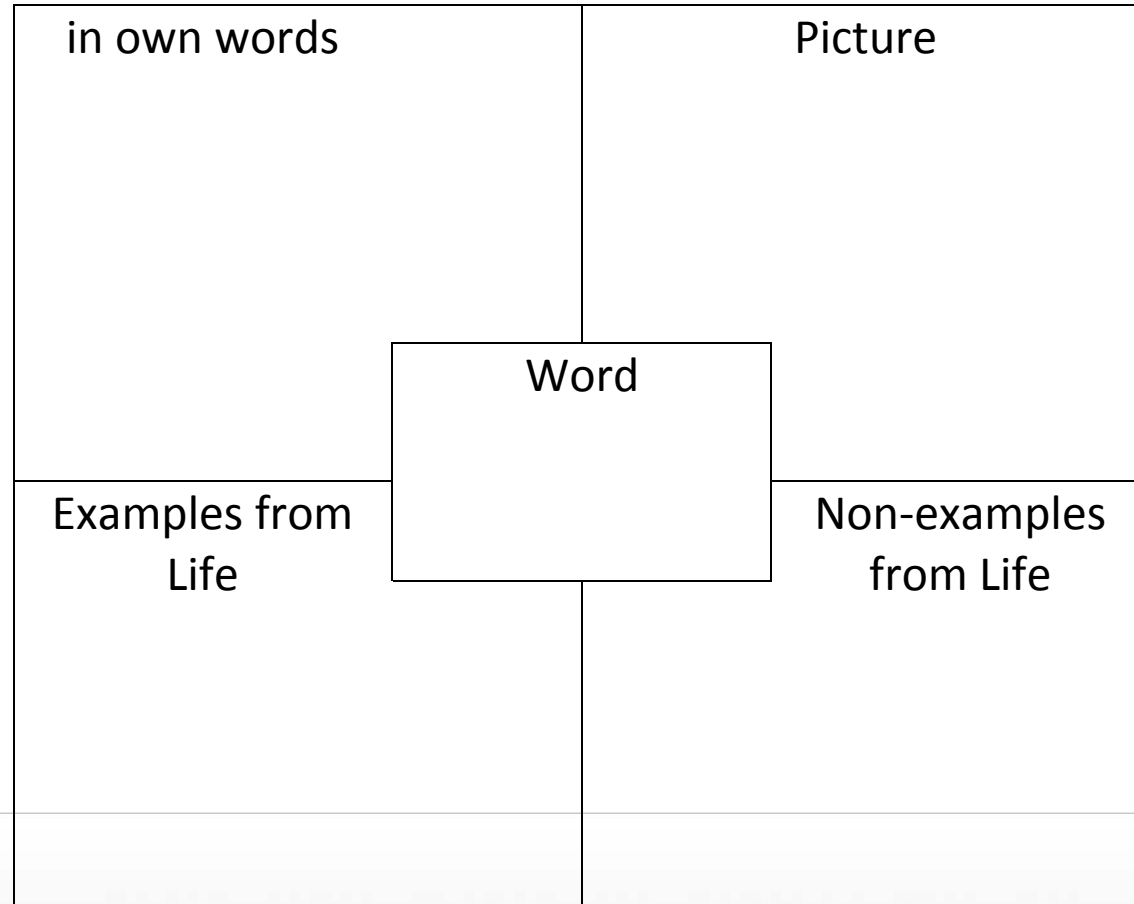 in own words
Picture
Word
Examples from
Life
Non-examples
from Life